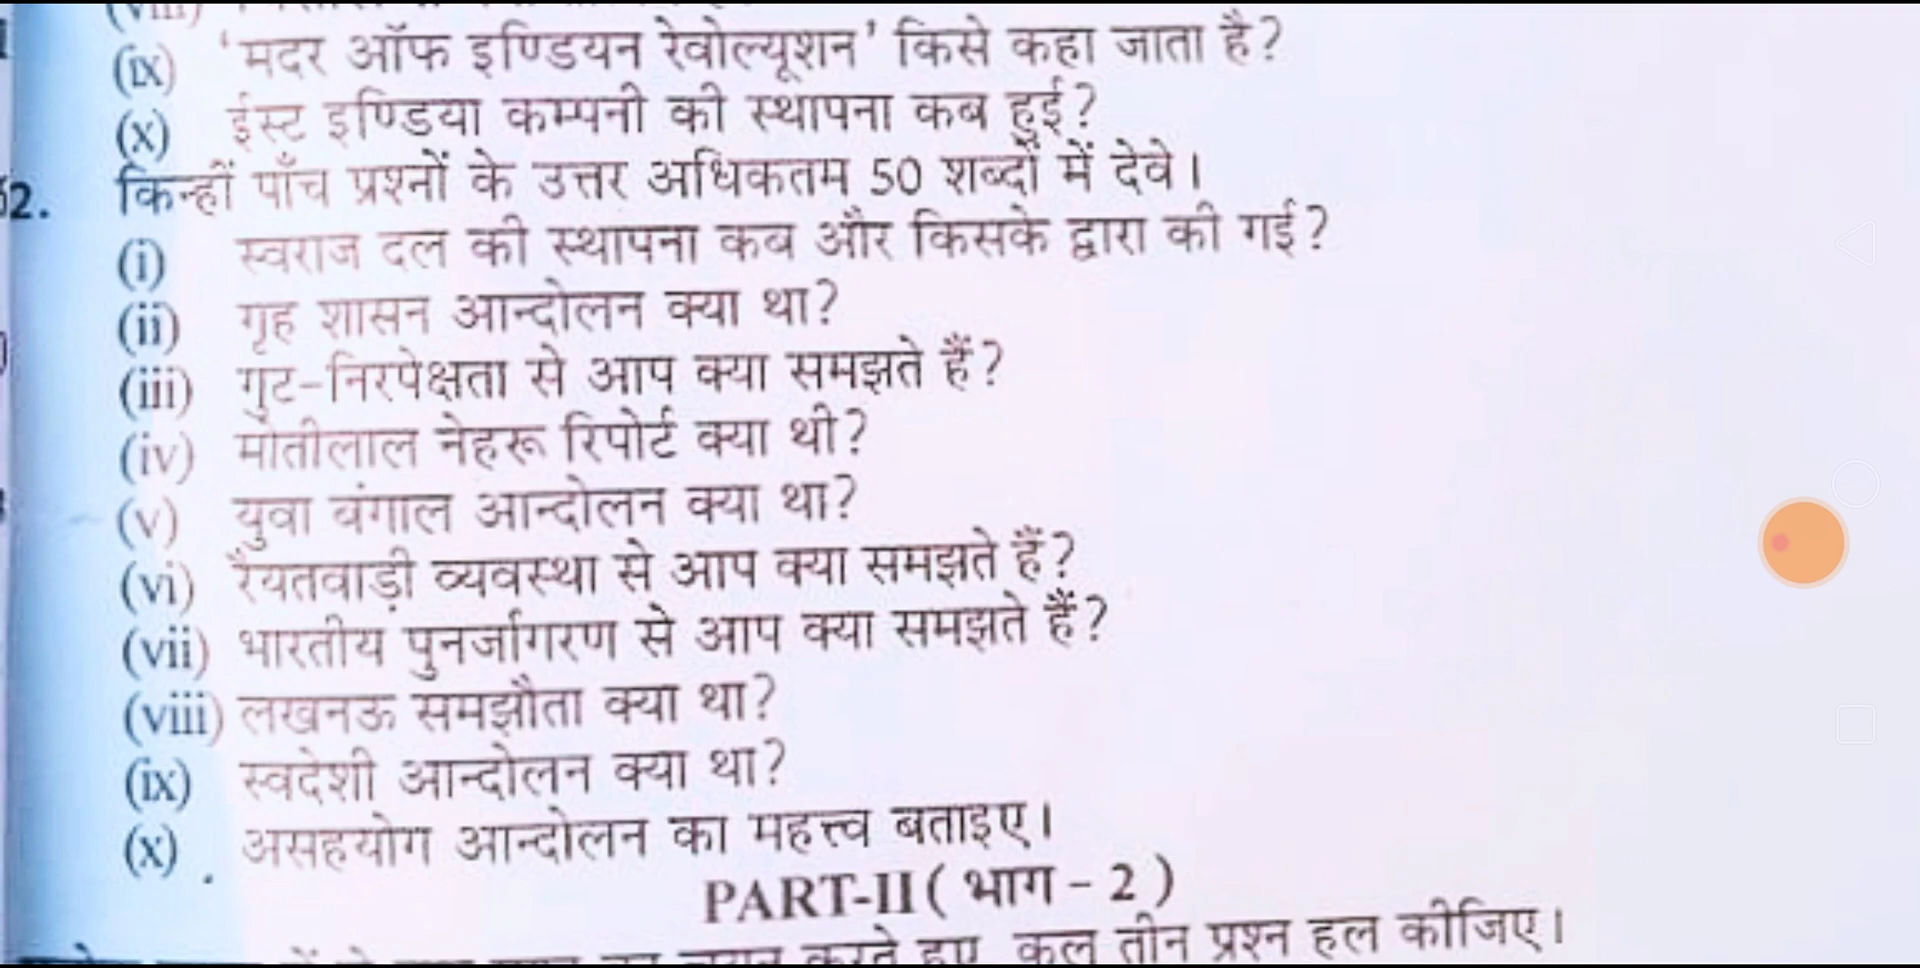 (viii)
(ix) 'मदर ऑफ इण्डियन रेवोल्यूशन' किसे कहा जाता है?
(x) ईस्ट इण्डिया कम्पनी की स्थापना कब हुई?
2. किन्हीं पाँच प्रश्नों के उत्तर अधिकतम 50 शब्दों में देवे।
(i) स्वराज दल की स्थापना कब और किसके द्वारा की गई?
(ii) गृह शासन आन्दोलन क्या था?
(iii) गुट-निरपेक्षता से आप क्या समझते हैं?
(iv) मोतीलाल नेहरू रिपोर्ट क्या थी?
(v) युवा बंगाल आन्दोलन क्या था?
(vi) रैयतवाड़ी व्यवस्था से आप क्या समझते हैं?
(vii) भारतीय पुनर्जागरण से आप क्या समझते हैं?
(viii) लखनऊ समझौता क्या था?
(ix) स्वदेशी आन्दोलन क्या था?
(x) असहयोग आन्दोलन का महत्त्व बताइए।
PART-II ( भाग - 2 )
करते हुए कुल तीन प्रश्न हल कीजिए।